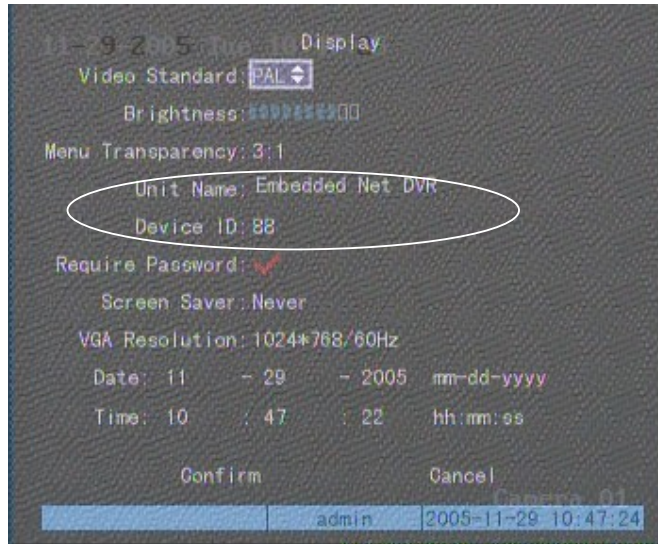 Display
Video Standard: PAL
Brightness:
Menu Transparency: 3:1
Unit Name: Embedded Net DVR
Device ID: 88
Require Password:
Screen Saver: Never
VGA Resolution: 1024*768/60Hz
Date: 11 - 29 - 2005 mm-dd-yyyy
Time: 10 : 47 : 22 hh:mm:ss
Confirm Cancel
Camera 01
admin 2005-11-29 10:47:24